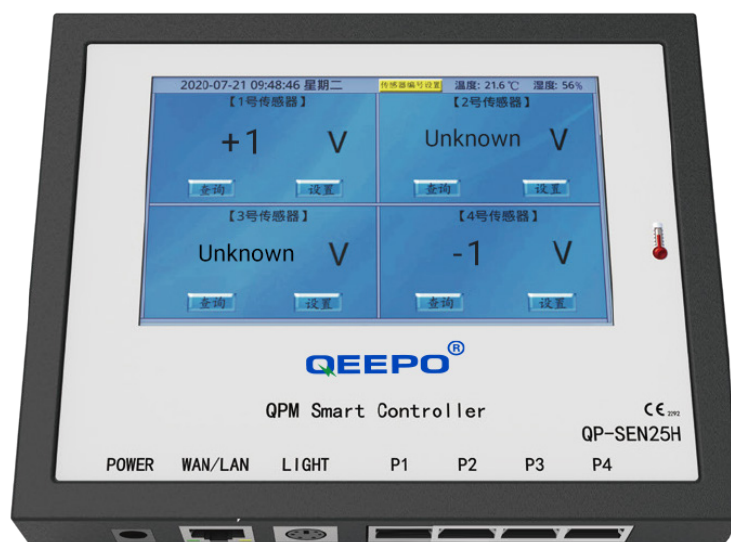 2020-07-21 09:48:46 星期二 传感器编号设置 温度: 21.6℃ 湿度: 56%
【1号传感器】 【2号传感器】
+1 V Unknown V
查询 设置 查询 设置
【3号传感器】 【4号传感器】
Unknown V -1 V
查询 设置 查询 设置
QEEPO®
QPM Smart Controller
CE 2292
QP-SEN25H
POWER WAN/LAN LIGHT P1 P2 P3 P4